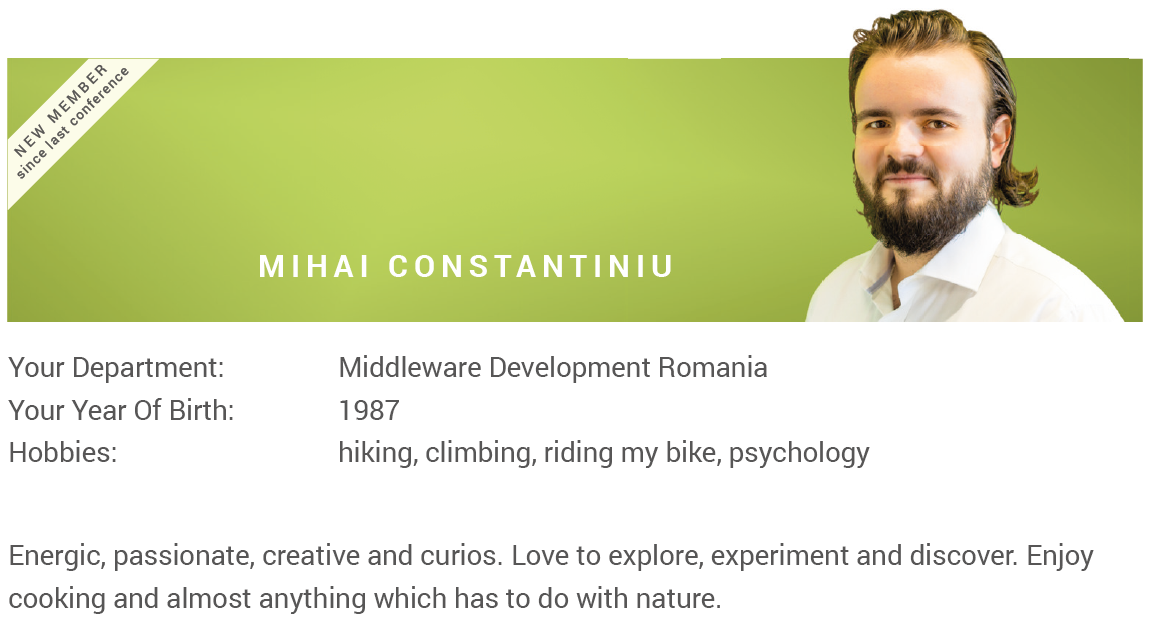 NEW MEMBER
since last conference
MIHAI CONSTANTINIU
Your Department: Middleware Development Romania
Your Year Of Birth: 1987
Hobbies: hiking, climbing, riding my bike, psychology
Energic, passionate, creative and curios. Love to explore, experiment and discover. Enjoy
cooking and almost anything which has to do with nature.